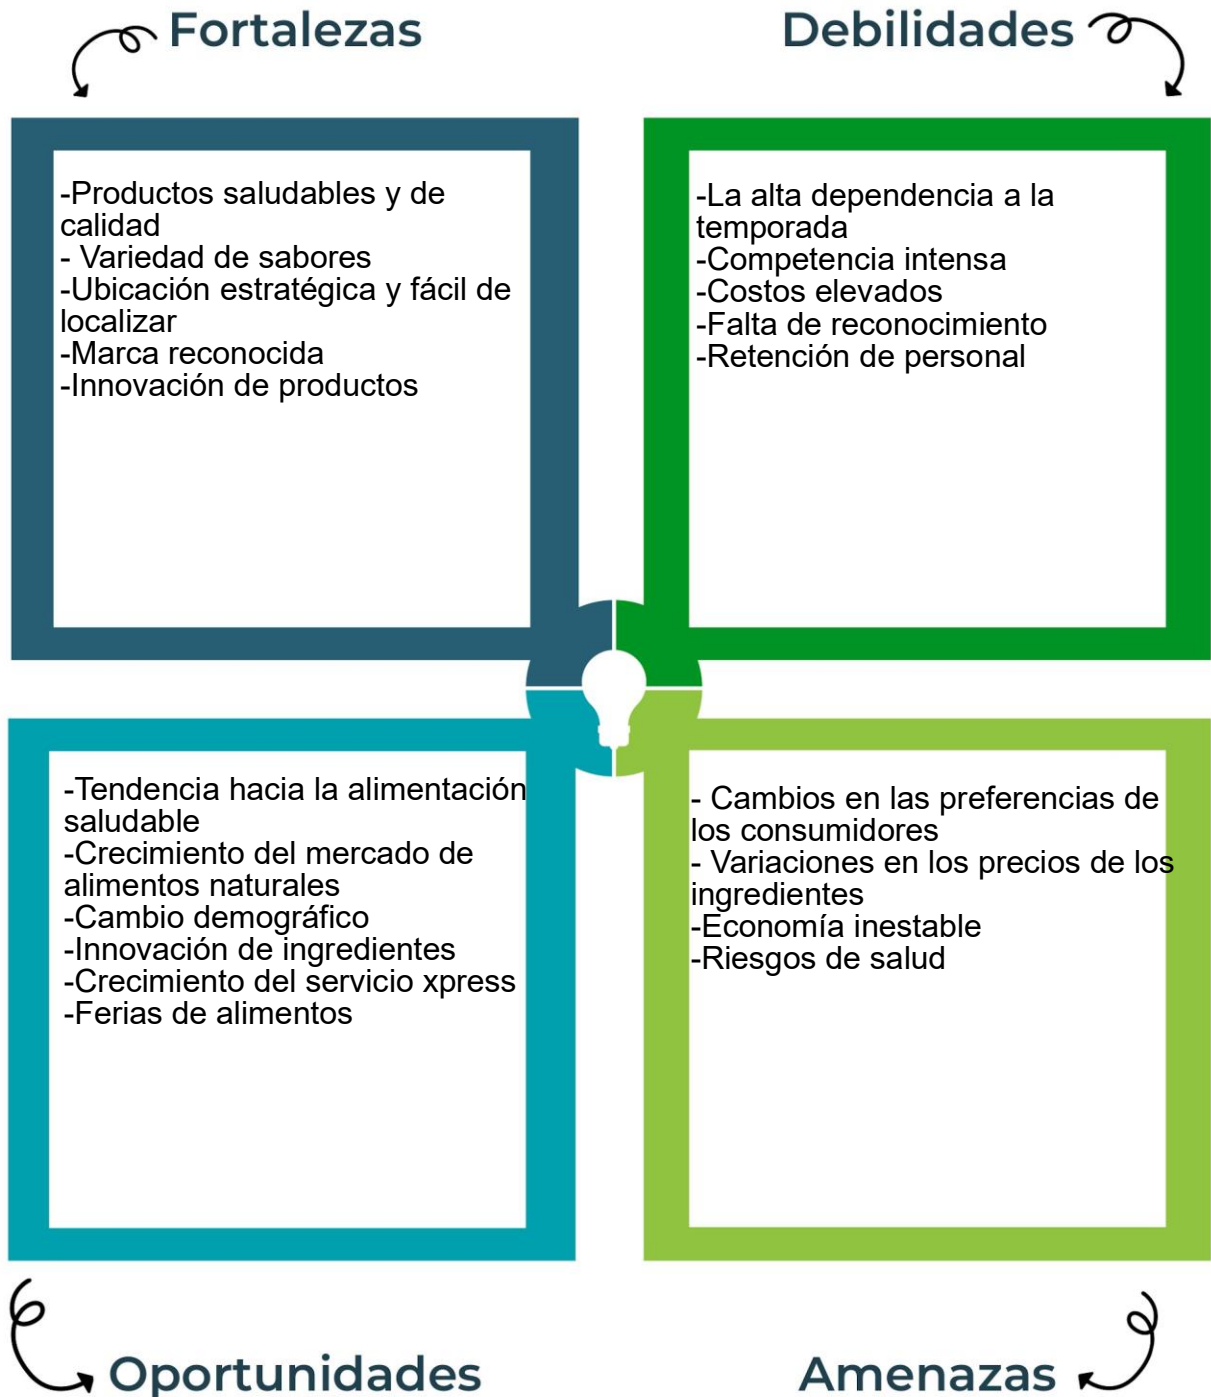 Fortalezas
-Productos saludables y de
calidad
- Variedad de sabores
-Ubicación estratégica y fácil de
localizar
-Marca reconocida
-Innovación de productos
Debilidades
-La alta dependencia a la
temporada
-Competencia intensa
-Costos elevados
-Falta de reconocimiento
-Retención de personal
-Tendencia hacia la alimentación
saludable
-Crecimiento del mercado de
alimentos naturales
-Cambio demográfico
-Innovación de ingredientes
-Crecimiento del servicio xpress
-Ferias de alimentos
Oportunidades
- Cambios en las preferencias de
los consumidores
- Variaciones en los precios de los
ingredientes
-Economía inestable
-Riesgos de salud
Amenazas